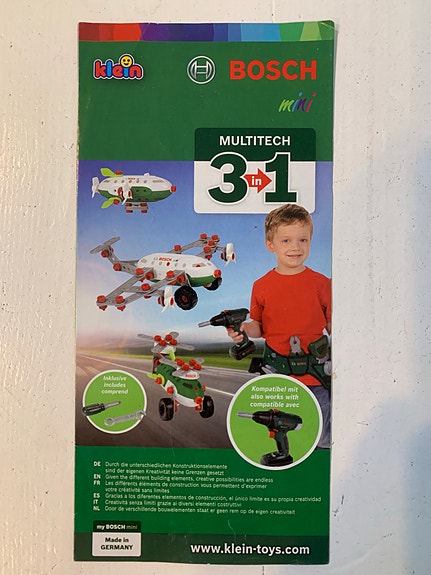 klein
BOSCH
mini
MULTITECH
3in1
BOSCH
Inklusive
includes
comprend
Kompatibel mit
also works with
compatible avec
DE Durch die unterschiedlichen Konstruktionselemente
sind der eigenen Kreativität keine Grenzen gesetzt
EN Given the different building elements, creative possibilities are endless
FR Les différents éléments de construction vous permettent d'exprimer
votre créativité sans limites
ES Gracias a los diferentes elementos de construcción, el único límite es su propia creatividad
IT Creatività senza limiti grazie ai diversi elementi costruttivi
NL Door de verschillende bouwelementen staat er geen rem op de eigen creativiteit
my BOSCH mini
Made in
GERMANY
www.klein-toys.com